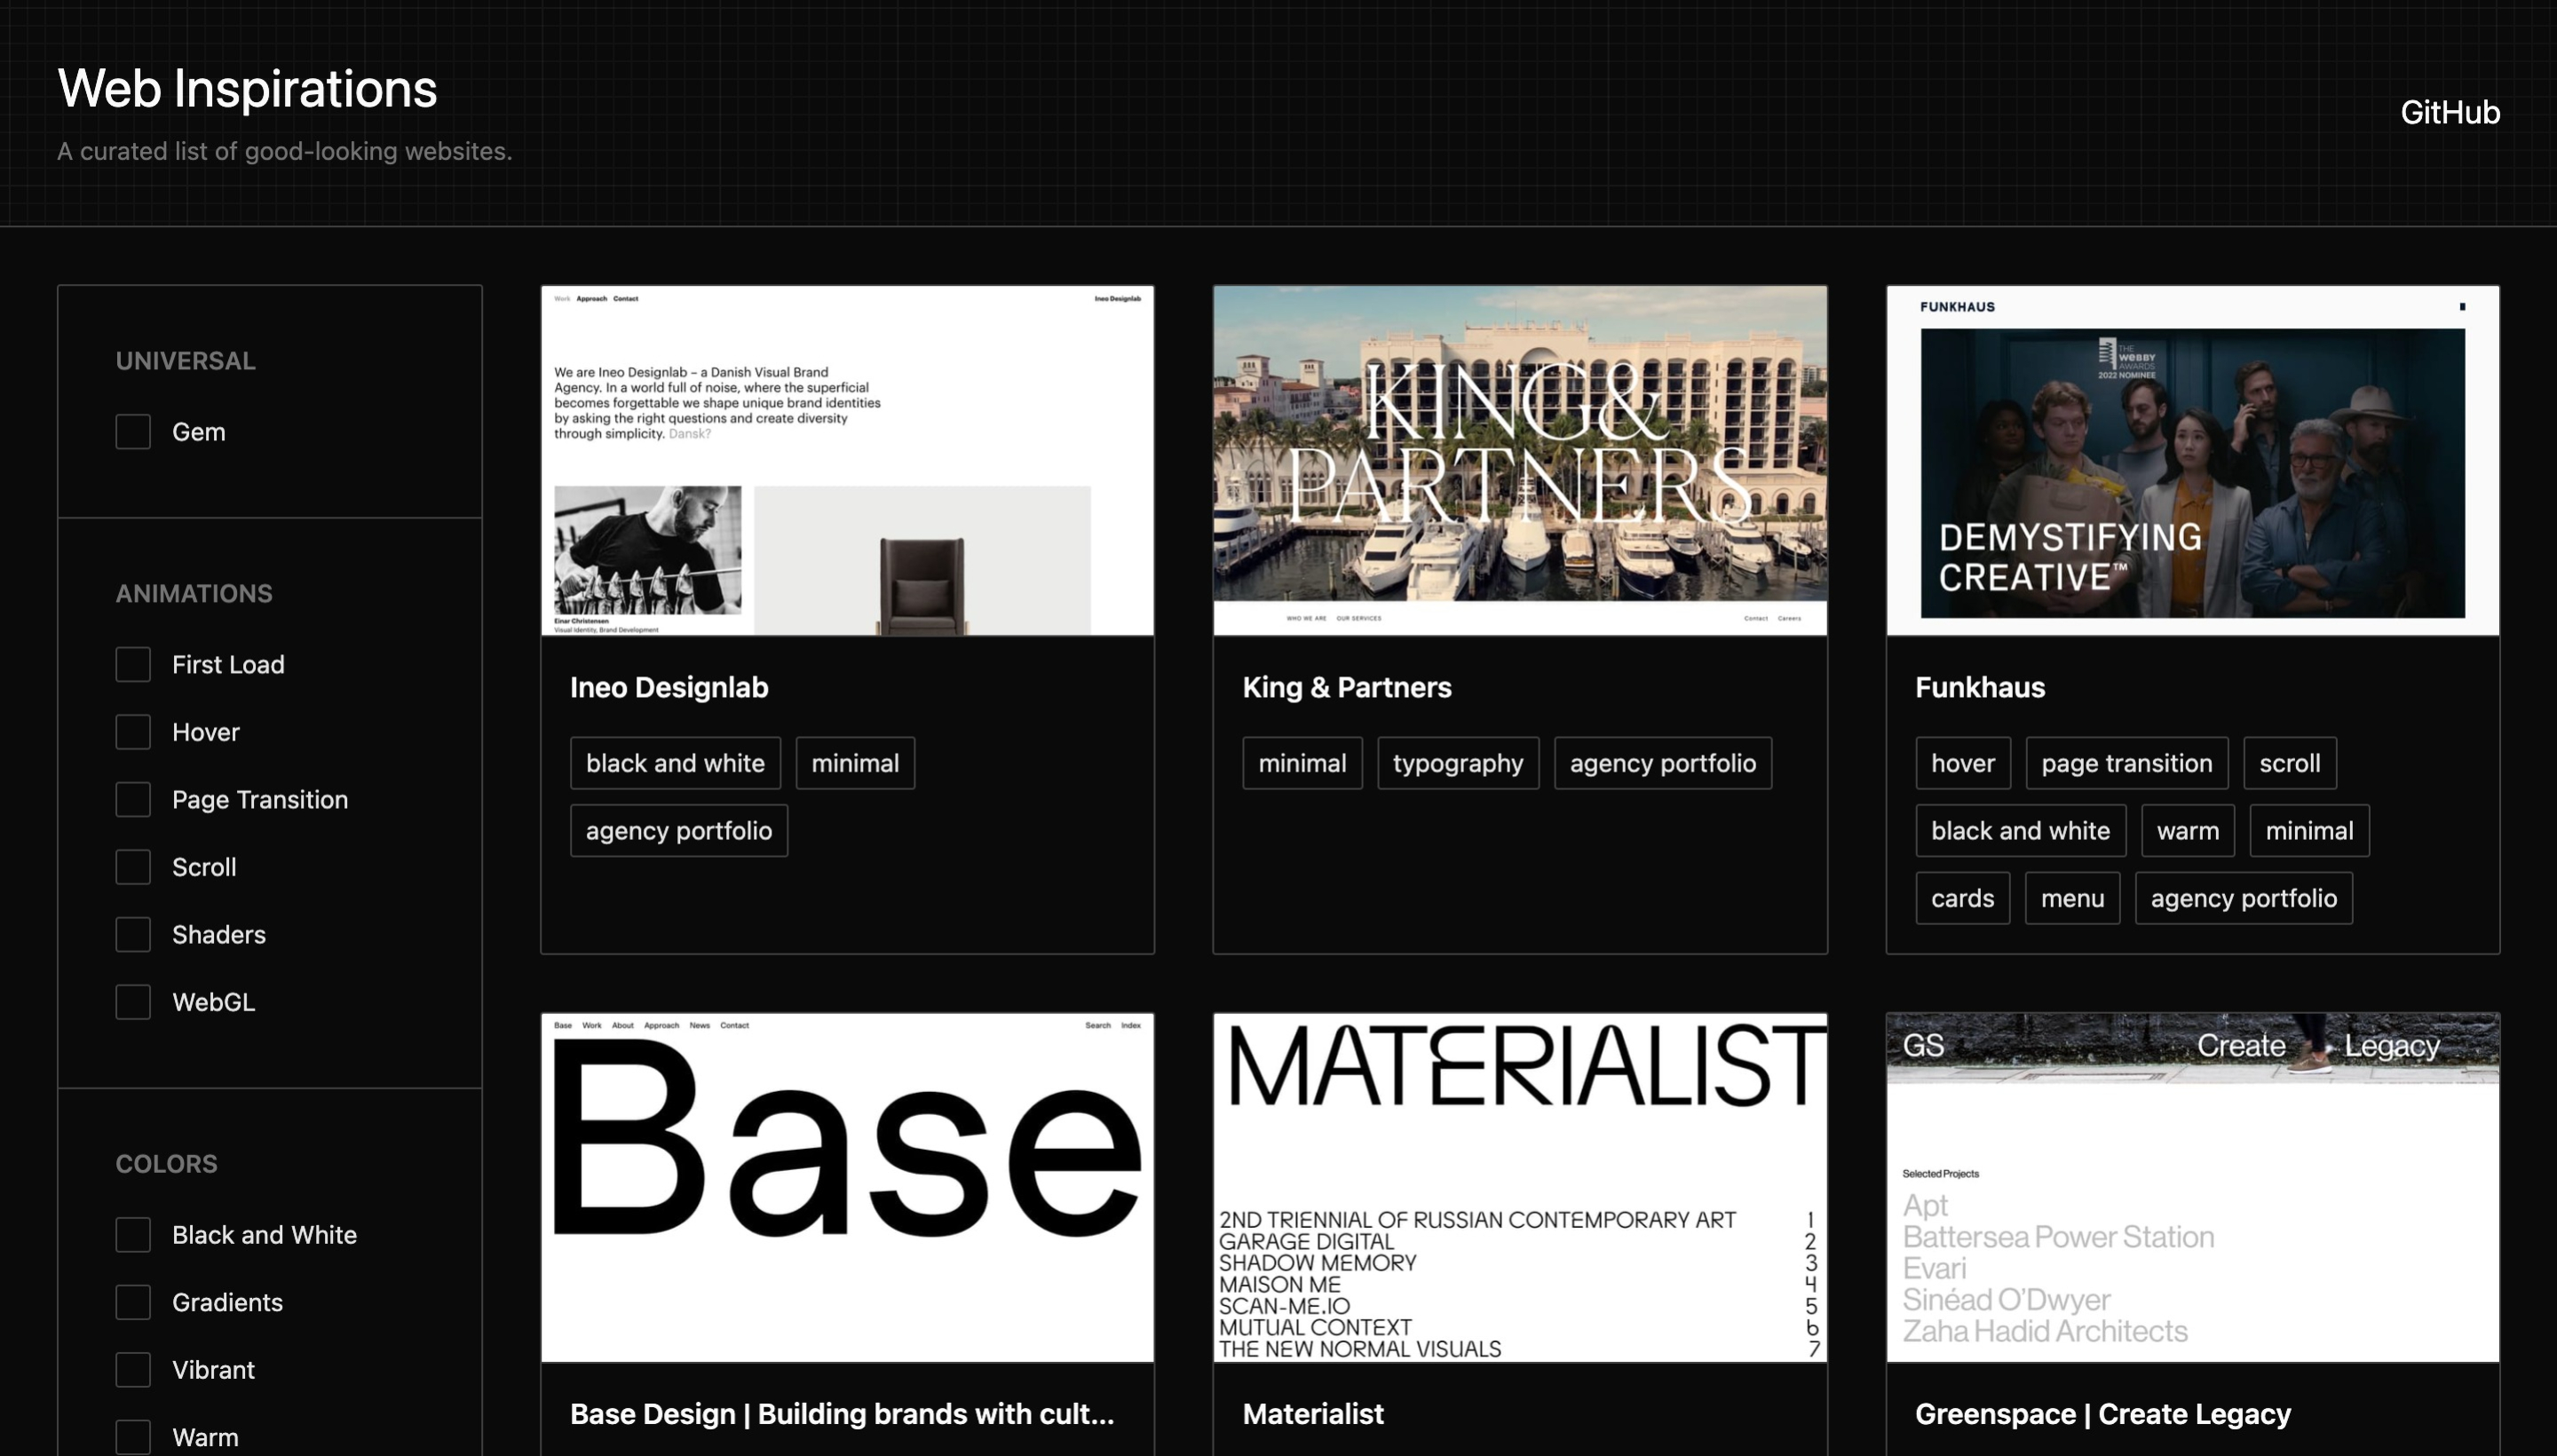 Web Inspirations
A curated list of good-looking websites.
GitHub
UNIVERSAL
Gem
ANIMATIONS
First Load
Hover
Page Transition
Scroll
Shaders
WebGL
COLORS
Black and White
Gradients
Vibrant
Warm
Work Approach Contact
Ineo Designlab
We are Ineo Designlab – a Danish Visual Brand
Agency. In a world full of noise, where the superficial
becomes forgettable we shape unique brand identities
by asking the right questions and create diversity
through simplicity. Dansk?
Einar Christensen
Visual Identity, Brand Development
Ineo Designlab
black and white
minimal
agency portfolio
KING&
PARTNERS
WHO WE ARE OUR SERVICES
Contact Careers
King & Partners
minimal
typography
agency portfolio
FUNKHAUS
THE
WEBBY
AWARDS
2022 NOMINEE
DEMYSTIFYING
CREATIVE™
Funkhaus
hover
page transition
scroll
black and white
warm
minimal
cards
menu
agency portfolio
Base Work About Approach News Contact
Search Index
Base
Base Design | Building brands with cult...
MATERIALIST
2ND TRIENNIAL OF RUSSIAN CONTEMPORARY ART 1
GARAGE DIGITAL 2
SHADOW MEMORY 3
MAISON ME 4
SCAN-ME.IO 5
MUTUAL CONTEXT 6
THE NEW NORMAL VISUALS 7
Materialist
GS Create Legacy
Selected Projects
Apt
Battersea Power Station
Evari
Sinéad O'Dwyer
Zaha Hadid Architects
Greenspace | Create Legacy